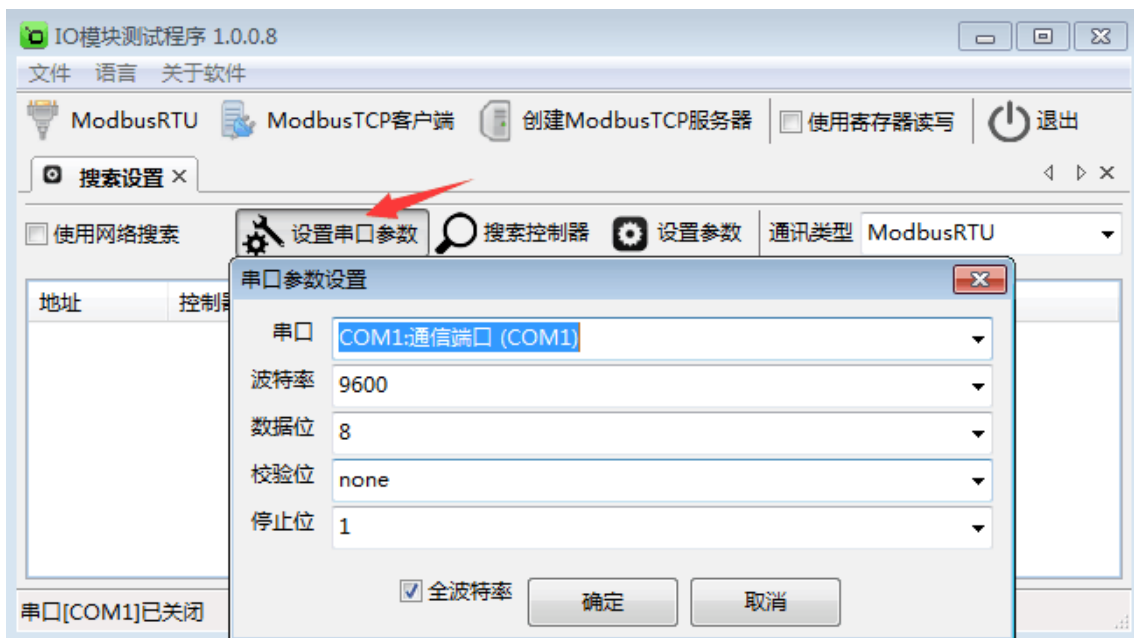 IO模块测试程序 1.0.0.8
文件 语言 关于软件
ModbusRTU ModbusTCP客户端 创建ModbusTCP服务器 使用寄存器读写 退出
搜索设置
使用网络搜索 设置串口参数 搜索控制器 设置参数 通讯类型 ModbusRTU
地址 控制
串口参数设置
串口 COM1:通信端口 (COM1)
波特率 9600
数据位 8
校验位 none
停止位 1
全波特率 确定 取消
串口[COM1]已关闭